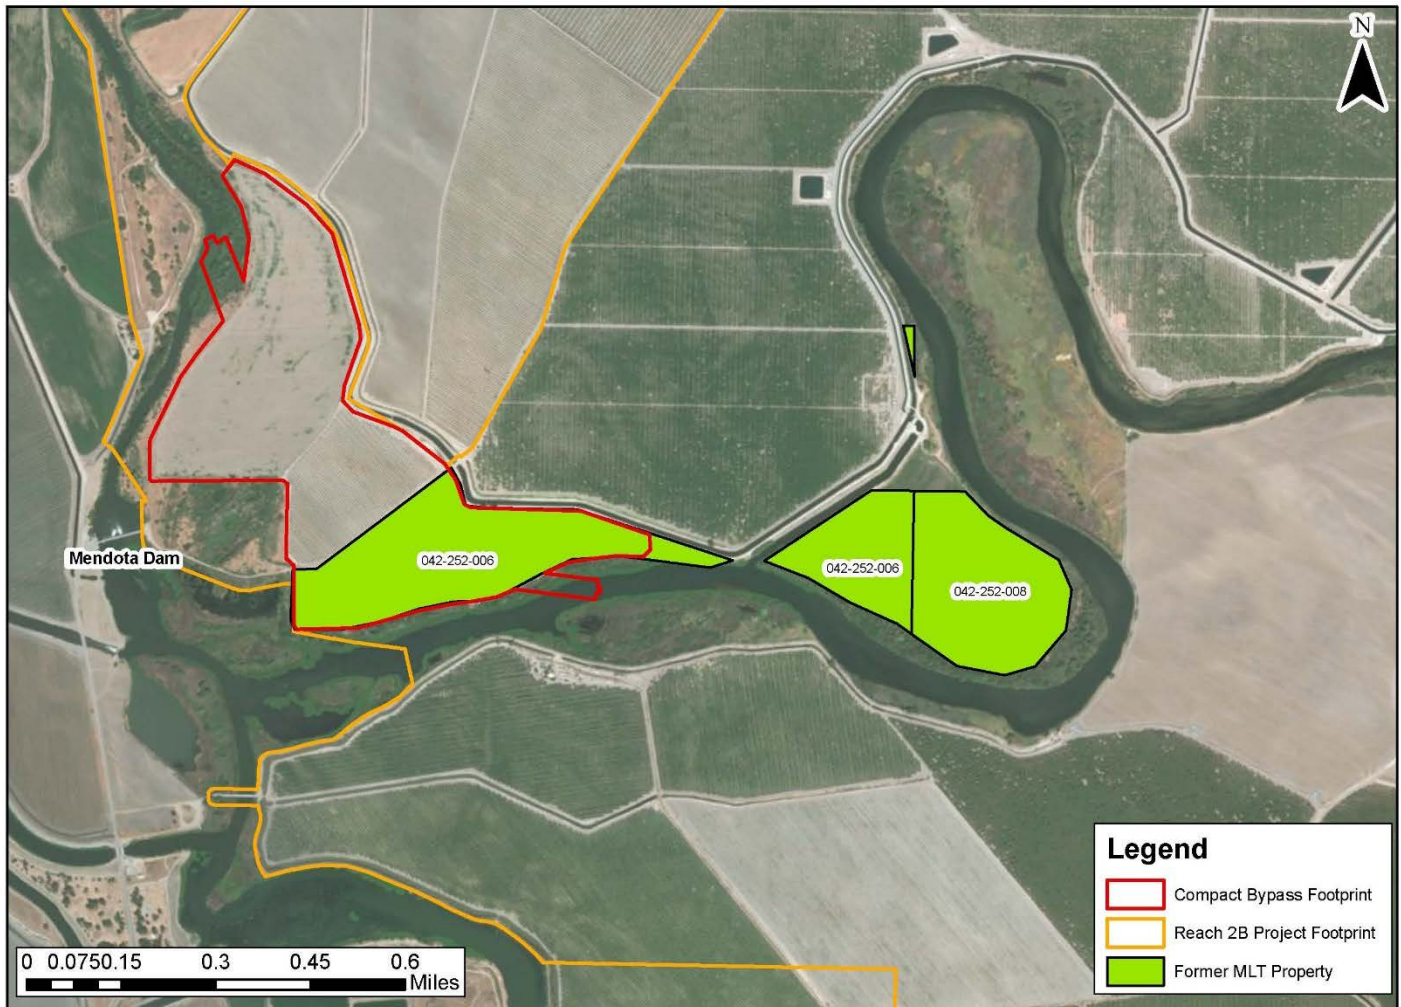 N
Mendota Dam
042-252-006
042-252-006
042-252-008
Legend
Compact Bypass Footprint
Reach 2B Project Footprint
Former MLT Property
0 0.0750.15 0.3 0.45 0.6
Miles